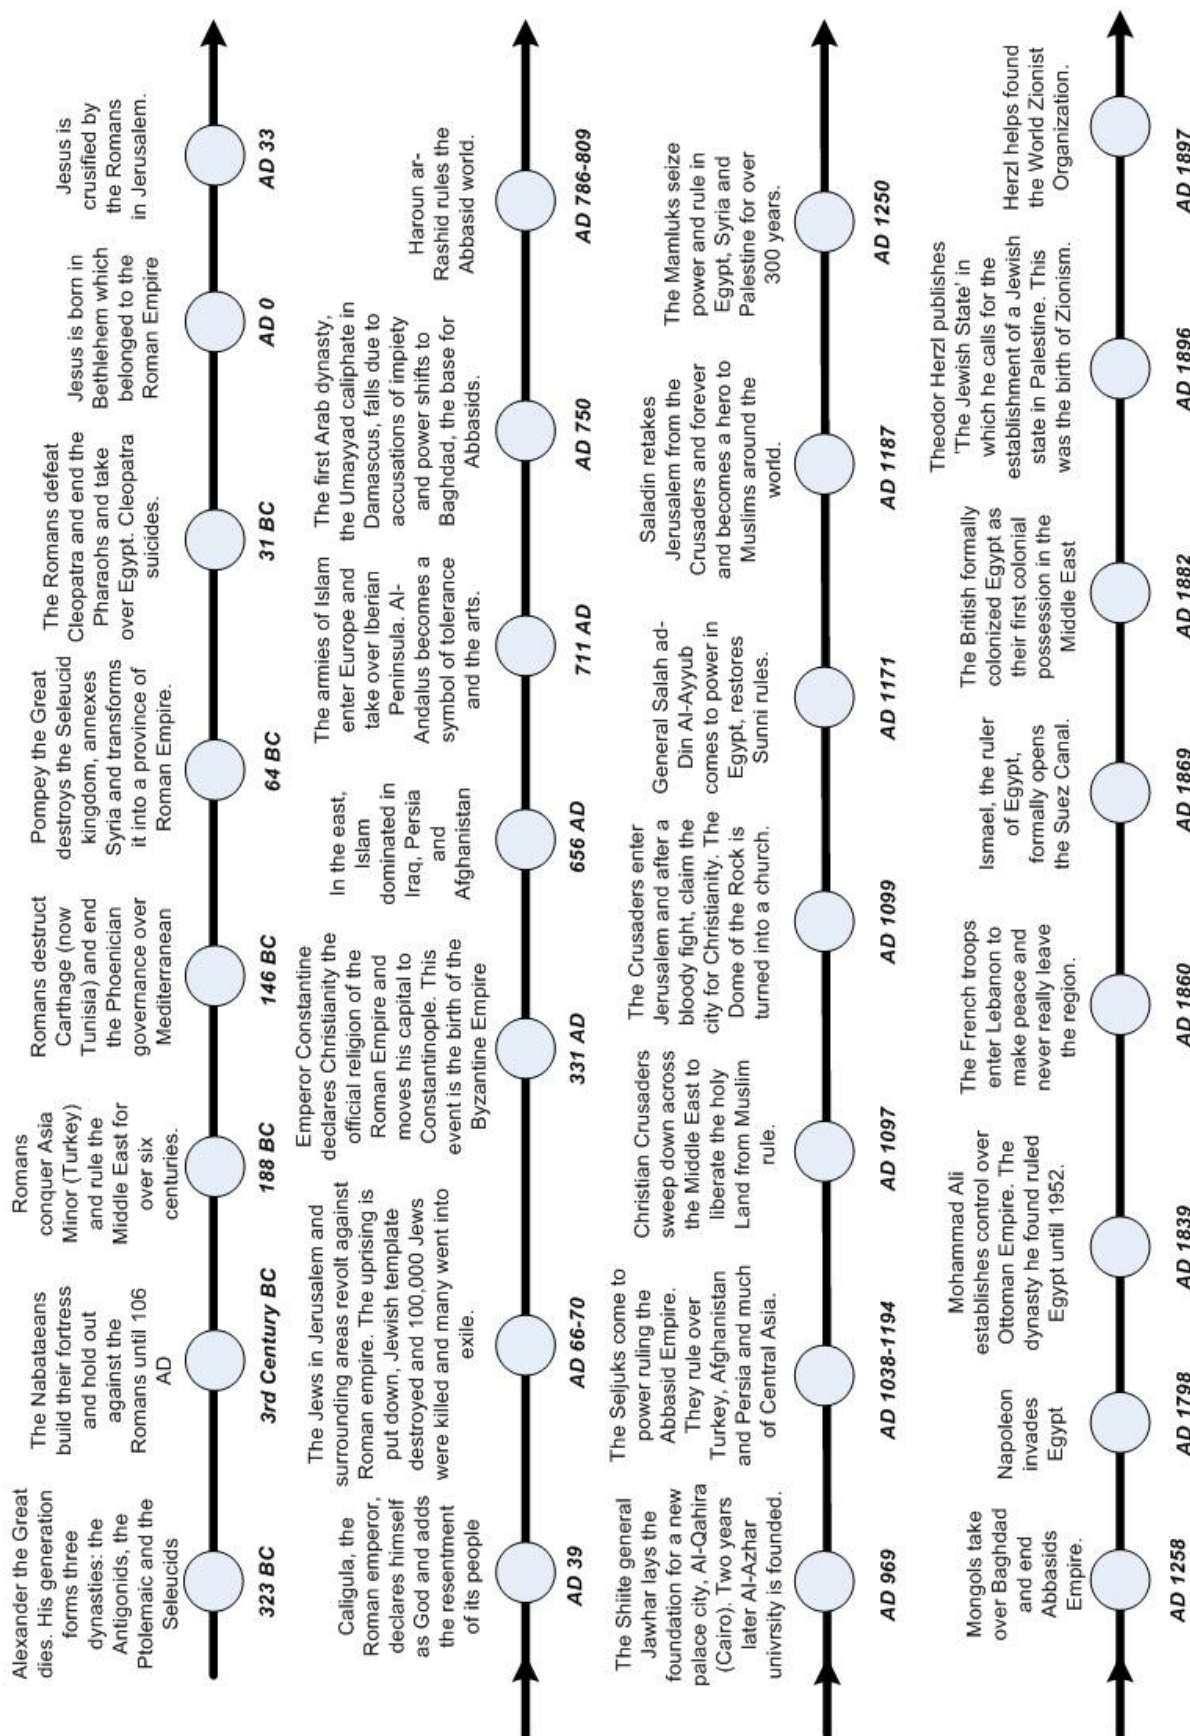 Alexander the Great
dies. His generation
forms three
dynasties: the
Antigonids, the
Ptolemaic and the
Seleucids
323 BC
The Nabataeans
build their fortress
and hold out
against the
Romans until 106
AD
3rd Century BC
Romans
conquer Asia
Minor (Turkey)
and rule the
Middle East for
over six
centuries.
188 BC
Romans destruct
Carthage (now
Tunisia) and end
the Phoenician
governance over
Mediterranean
146 BC
Pompey the Great
destroys the Seleucid
kingdom, annexes
Syria and transforms
it into a province of
Roman Empire.
64 BC
The Romans defeat
Cleopatra and end the
Pharaohs and take
over Egypt. Cleopatra
suicides.
31 BC
Jesus is born in
Bethlehem which
belonged to the
Roman Empire
AD 0
Jesus is
crusified by
the Romans
in Jerusalem.
AD 33
Caligula, the
Roman emperor,
declares himself
as God and adds
the resentment
of its people
AD 39
The Jews in Jerusalem and
surrounding areas revolt against
Roman empire. The uprising is
put down, Jewish template
destroyed and 100,000 Jews
were killed and many went into
exile.
AD 66-70
Emperor Constantine
declares Christianity the
official religion of the
Roman Empire and
moves his capital to
Constantinople. This
event is the birth of the
Byzantine Empire
331 AD
In the east,
Islam
dominated in
Iraq, Persia
and
Afghanistan
656 AD
The armies of Islam
enter Europe and
take over Iberian
Peninsula. Al-
Andalus becomes a
symbol of tolerance
and the arts.
711 AD
The first Arab dynasty,
the Umayyad caliphate in
Damascus, falls due to
accusations of impiety
and power shifts to
Baghdad, the base for
Abbasids.
AD 750
Haroun ar-
Rashid rules the
Abbasid world.
AD 786-809
The Shiite general
Jawhar lays the
foundation for a new
palace city, Al-Qahira
(Cairo). Two years
later Al-Azhar
univrsity is founded.
AD 969
The Seljuks come to
power ruling the
Abbasid Empire.
They rule over
Turkey, Afghanistan
and Persia and much
of Central Asia.
AD 1038-1194
Christian Crusaders
sweep down across
the Middle East to
liberate the holy
Land from Muslim
rule.
AD 1097
The Crusaders enter
Jerusalem and after a
bloody fight, claim the
city for Christianity. The
Dome of the Rock is
turned into a church.
AD 1099
General Salah ad-
Din Al-Ayyub
comes to power in
Egypt, restores
Sunni rules.
AD 1171
Saladin retakes
Jerusalem from the
Crusaders and forever
and becomes a hero to
Muslims around the
world.
AD 1187
The Mamluks seize
power and rule in
Egypt, Syria and
Palestine for over
300 years.
AD 1250
Mongols take
over Baghdad
and end
Abbasids
Empire.
AD 1258
Napoleon
invades
Egypt
AD 1798
Mohammad Ali
establishes control over
Ottoman Empire. The
dynasty he found ruled
Egypt until 1952.
AD 1839
The French troops
enter Lebanon to
make peace and
never really leave
the region.
AD 1860
Ismael, the ruler
of Egypt,
formally opens
the Suez Canal.
AD 1869
The British formally
colonized Egypt as
their first colonial
possession in the
Middle East
AD 1882
Theodor Herzl publishes
'The Jewish State' in
which he calls for the
establishment of a Jewish
state in Palestine. This
was the birth of Zionism.
AD 1896
Herzl helps found
the World Zionist
Organization.
AD 1897